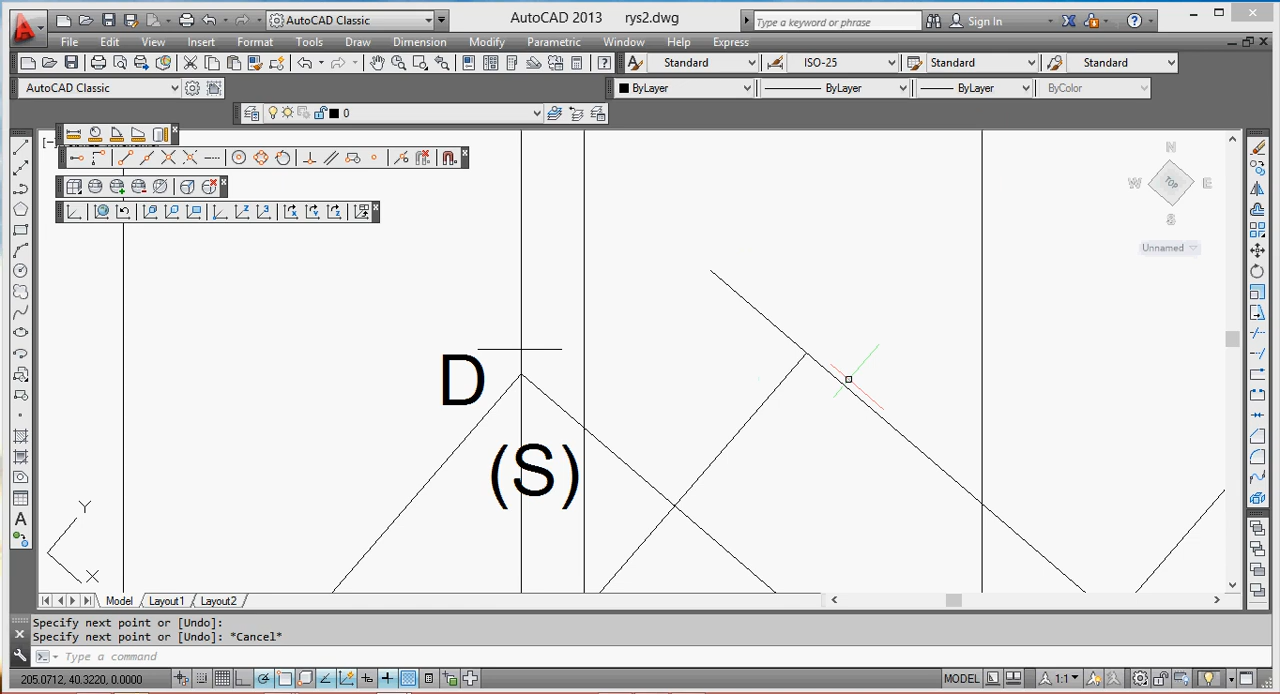 AutoCAD Classic
AutoCAD 2013 rys2.dwg
Type a keyword or phrase
Sign In
File Edit View Insert Format Tools Draw Dimension Modify Parametric Window Help Express
Standard ISO-25 Standard Standard
AutoCAD Classic
ByLayer ByLayer ByLayer ByColor
0
[−]
N
W TOP E
S
Unnamed
D
(S)
Y
X
A
Model Layout1 Layout2
Specify next point or [Undo]:
Specify next point or [Undo]: *Cancel*
Type a command
205.0712, 40.3220, 0.0000
MODEL 1:1